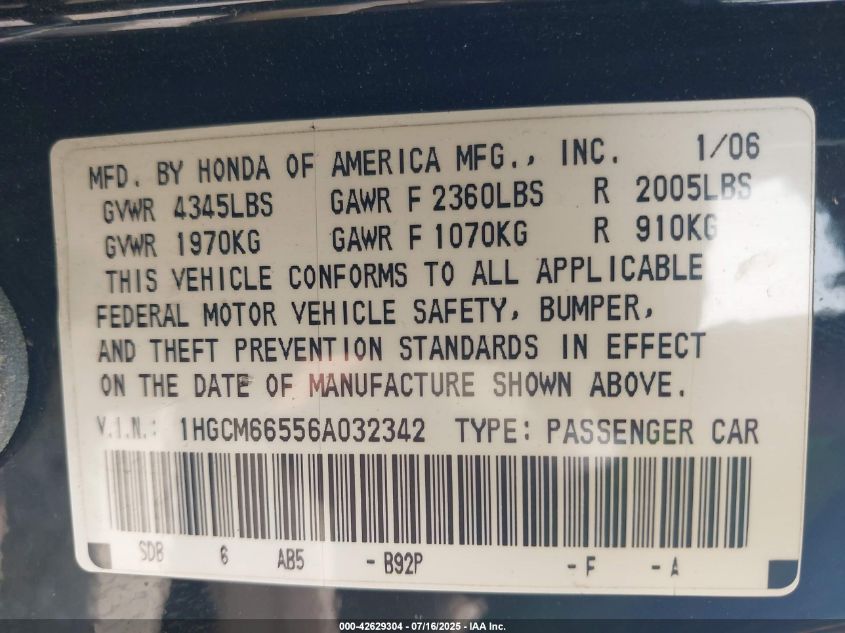 MFD. BY HONDA OF AMERICA MFG., INC. 1/06
GVWR 4345LBS GAWR F 2360LBS R 2005LBS
GVWR 1970KG GAWR F 1070KG R 910KG
THIS VEHICLE CONFORMS TO ALL APPLICABLE
FEDERAL MOTOR VEHICLE SAFETY, BUMPER,
AND THEFT PREVENTION STANDARDS IN EFFECT
ON THE DATE OF MANUFACTURE SHOWN ABOVE.
V.I.N.: 1HGCM66556A032342 TYPE: PASSENGER CAR
SDB 6 AB5 - B92P - F - A
000-42629304 - 07/16/2025 - IAA Inc.